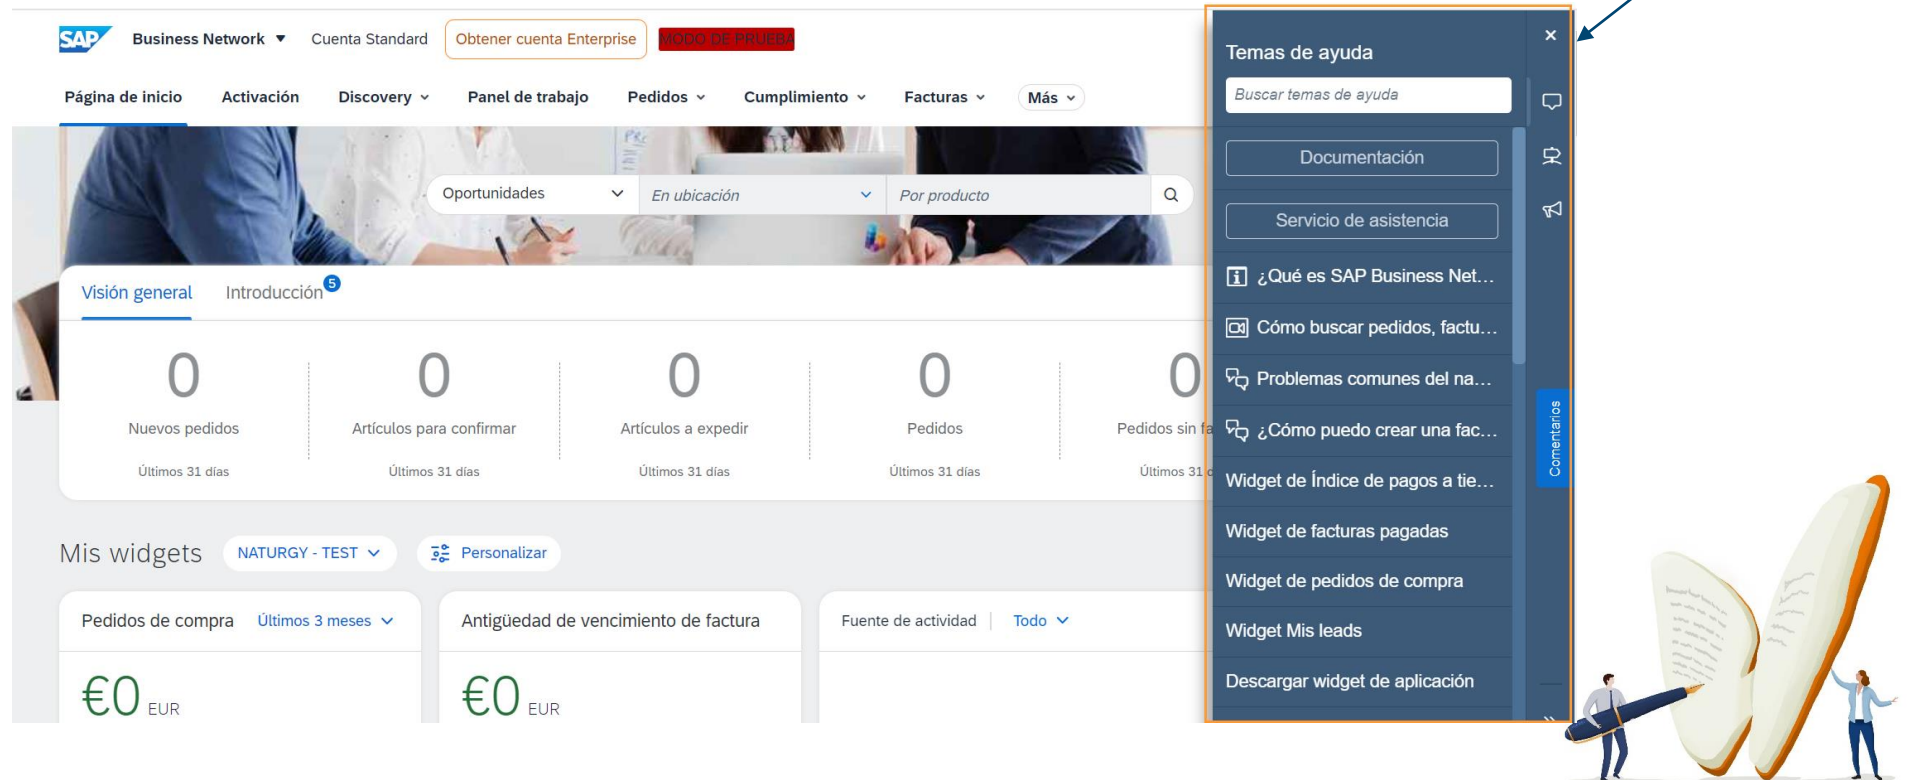 SAP Business Network Cuenta Standard Obtener cuenta Enterprise MODO DE PRUEBA
Página de inicio Activación Discovery Panel de trabajo Pedidos Cumplimiento Facturas Más
Oportunidades En ubicación Por producto
Visión general Introducción 5
0 0 0 0 0
Nuevos pedidos Artículos para confirmar Artículos a expedir Pedidos Pedidos sin fa
Últimos 31 días Últimos 31 días Últimos 31 días Últimos 31 días Últimos 31 d
Mis widgets NATURGY - TEST Personalizar
Pedidos de compra Últimos 3 meses Antigüedad de vencimiento de factura Fuente de actividad Todo
€0 EUR €0 EUR
Temas de ayuda
Buscar temas de ayuda
Documentación
Servicio de asistencia
¿Qué es SAP Business Net...
Cómo buscar pedidos, factu...
Problemas comunes del na...
¿Cómo puedo crear una fac...
Widget de Índice de pagos a tie...
Widget de facturas pagadas
Widget de pedidos de compra
Widget Mis leads
Descargar widget de aplicación
Comentarios